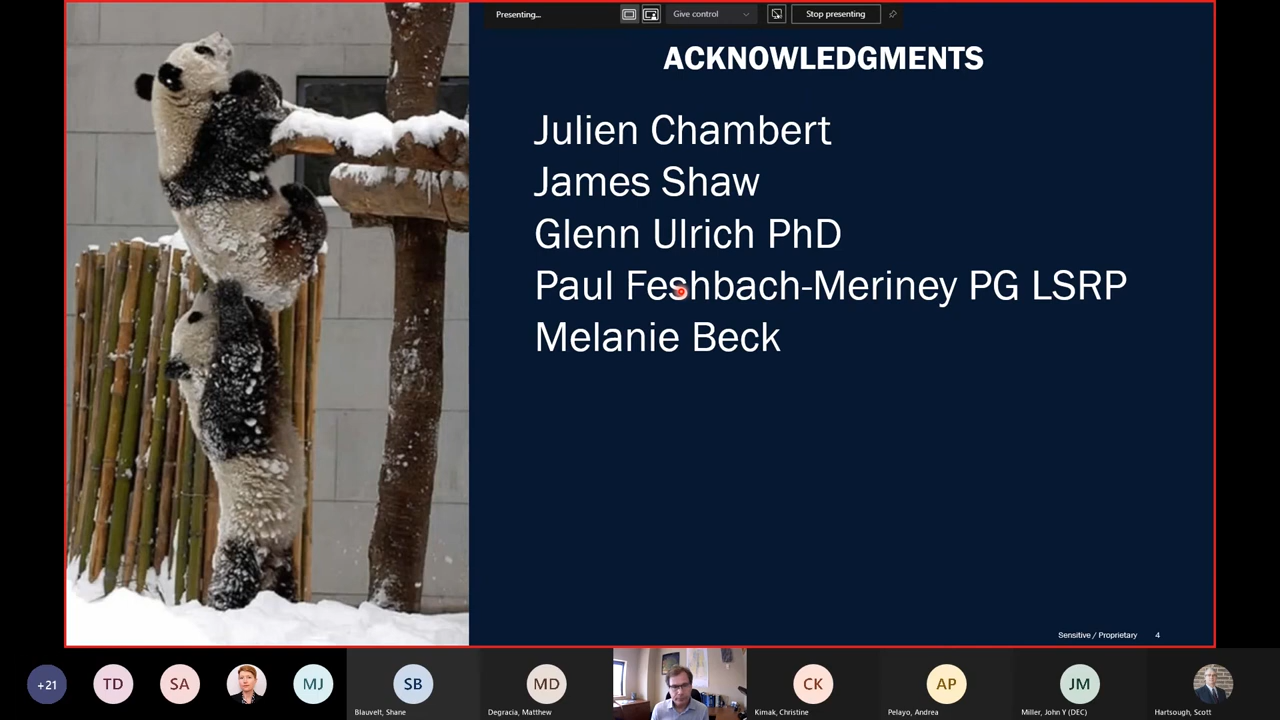 Presenting...
Give control
Stop presenting
ACKNOWLEDGMENTS
Julien Chambert
James Shaw
Glenn Ulrich PhD
Paul Feshbach-Meriney PG LSRP
Melanie Beck
Sensitive / Proprietary 4
+21
TD
SA
MJ
SB
MD
CK
AP
JM
Blauvelt, Shane
Degracia, Matthew
Kimak, Christine
Pelayo, Andrea
Miller, John Y (DEC)
Hartsough, Scott